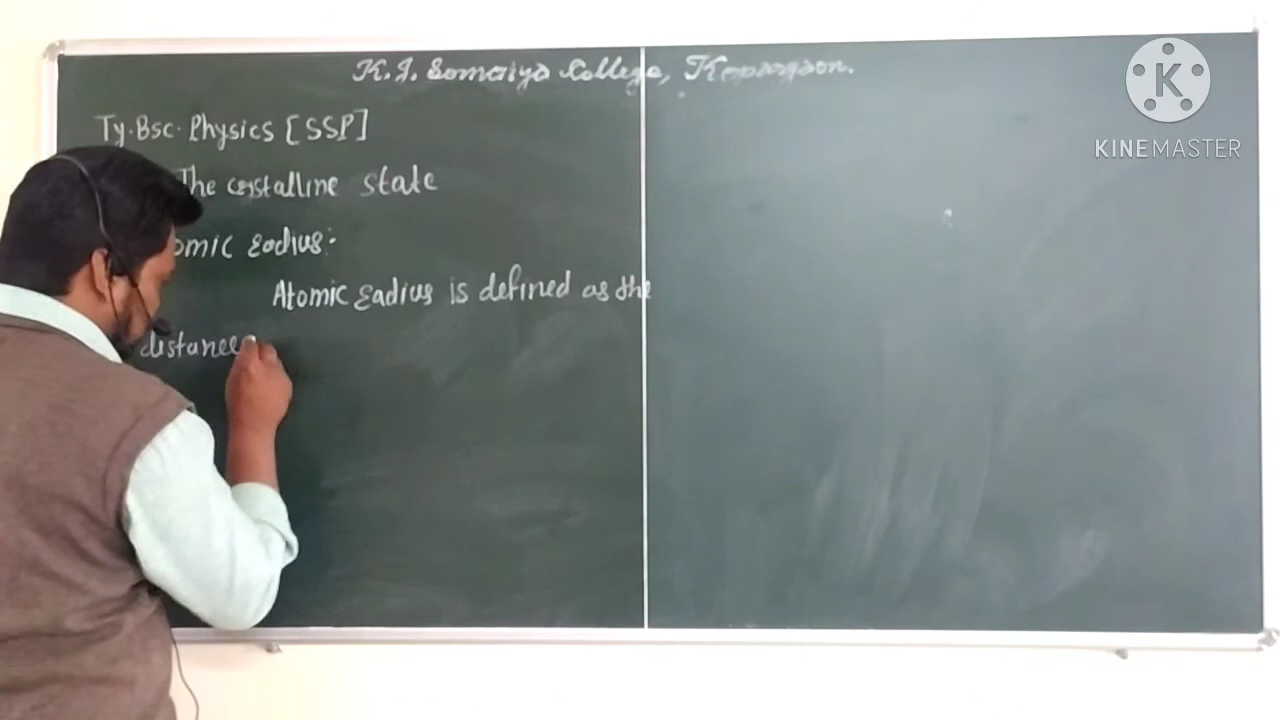 K.J. Somaiya College, Kopargaon.
Ty.Bsc. Physics [SSP]
The crystalline state
omic radius:
Atomic radius is defined as the
distance
K
KINEMASTER